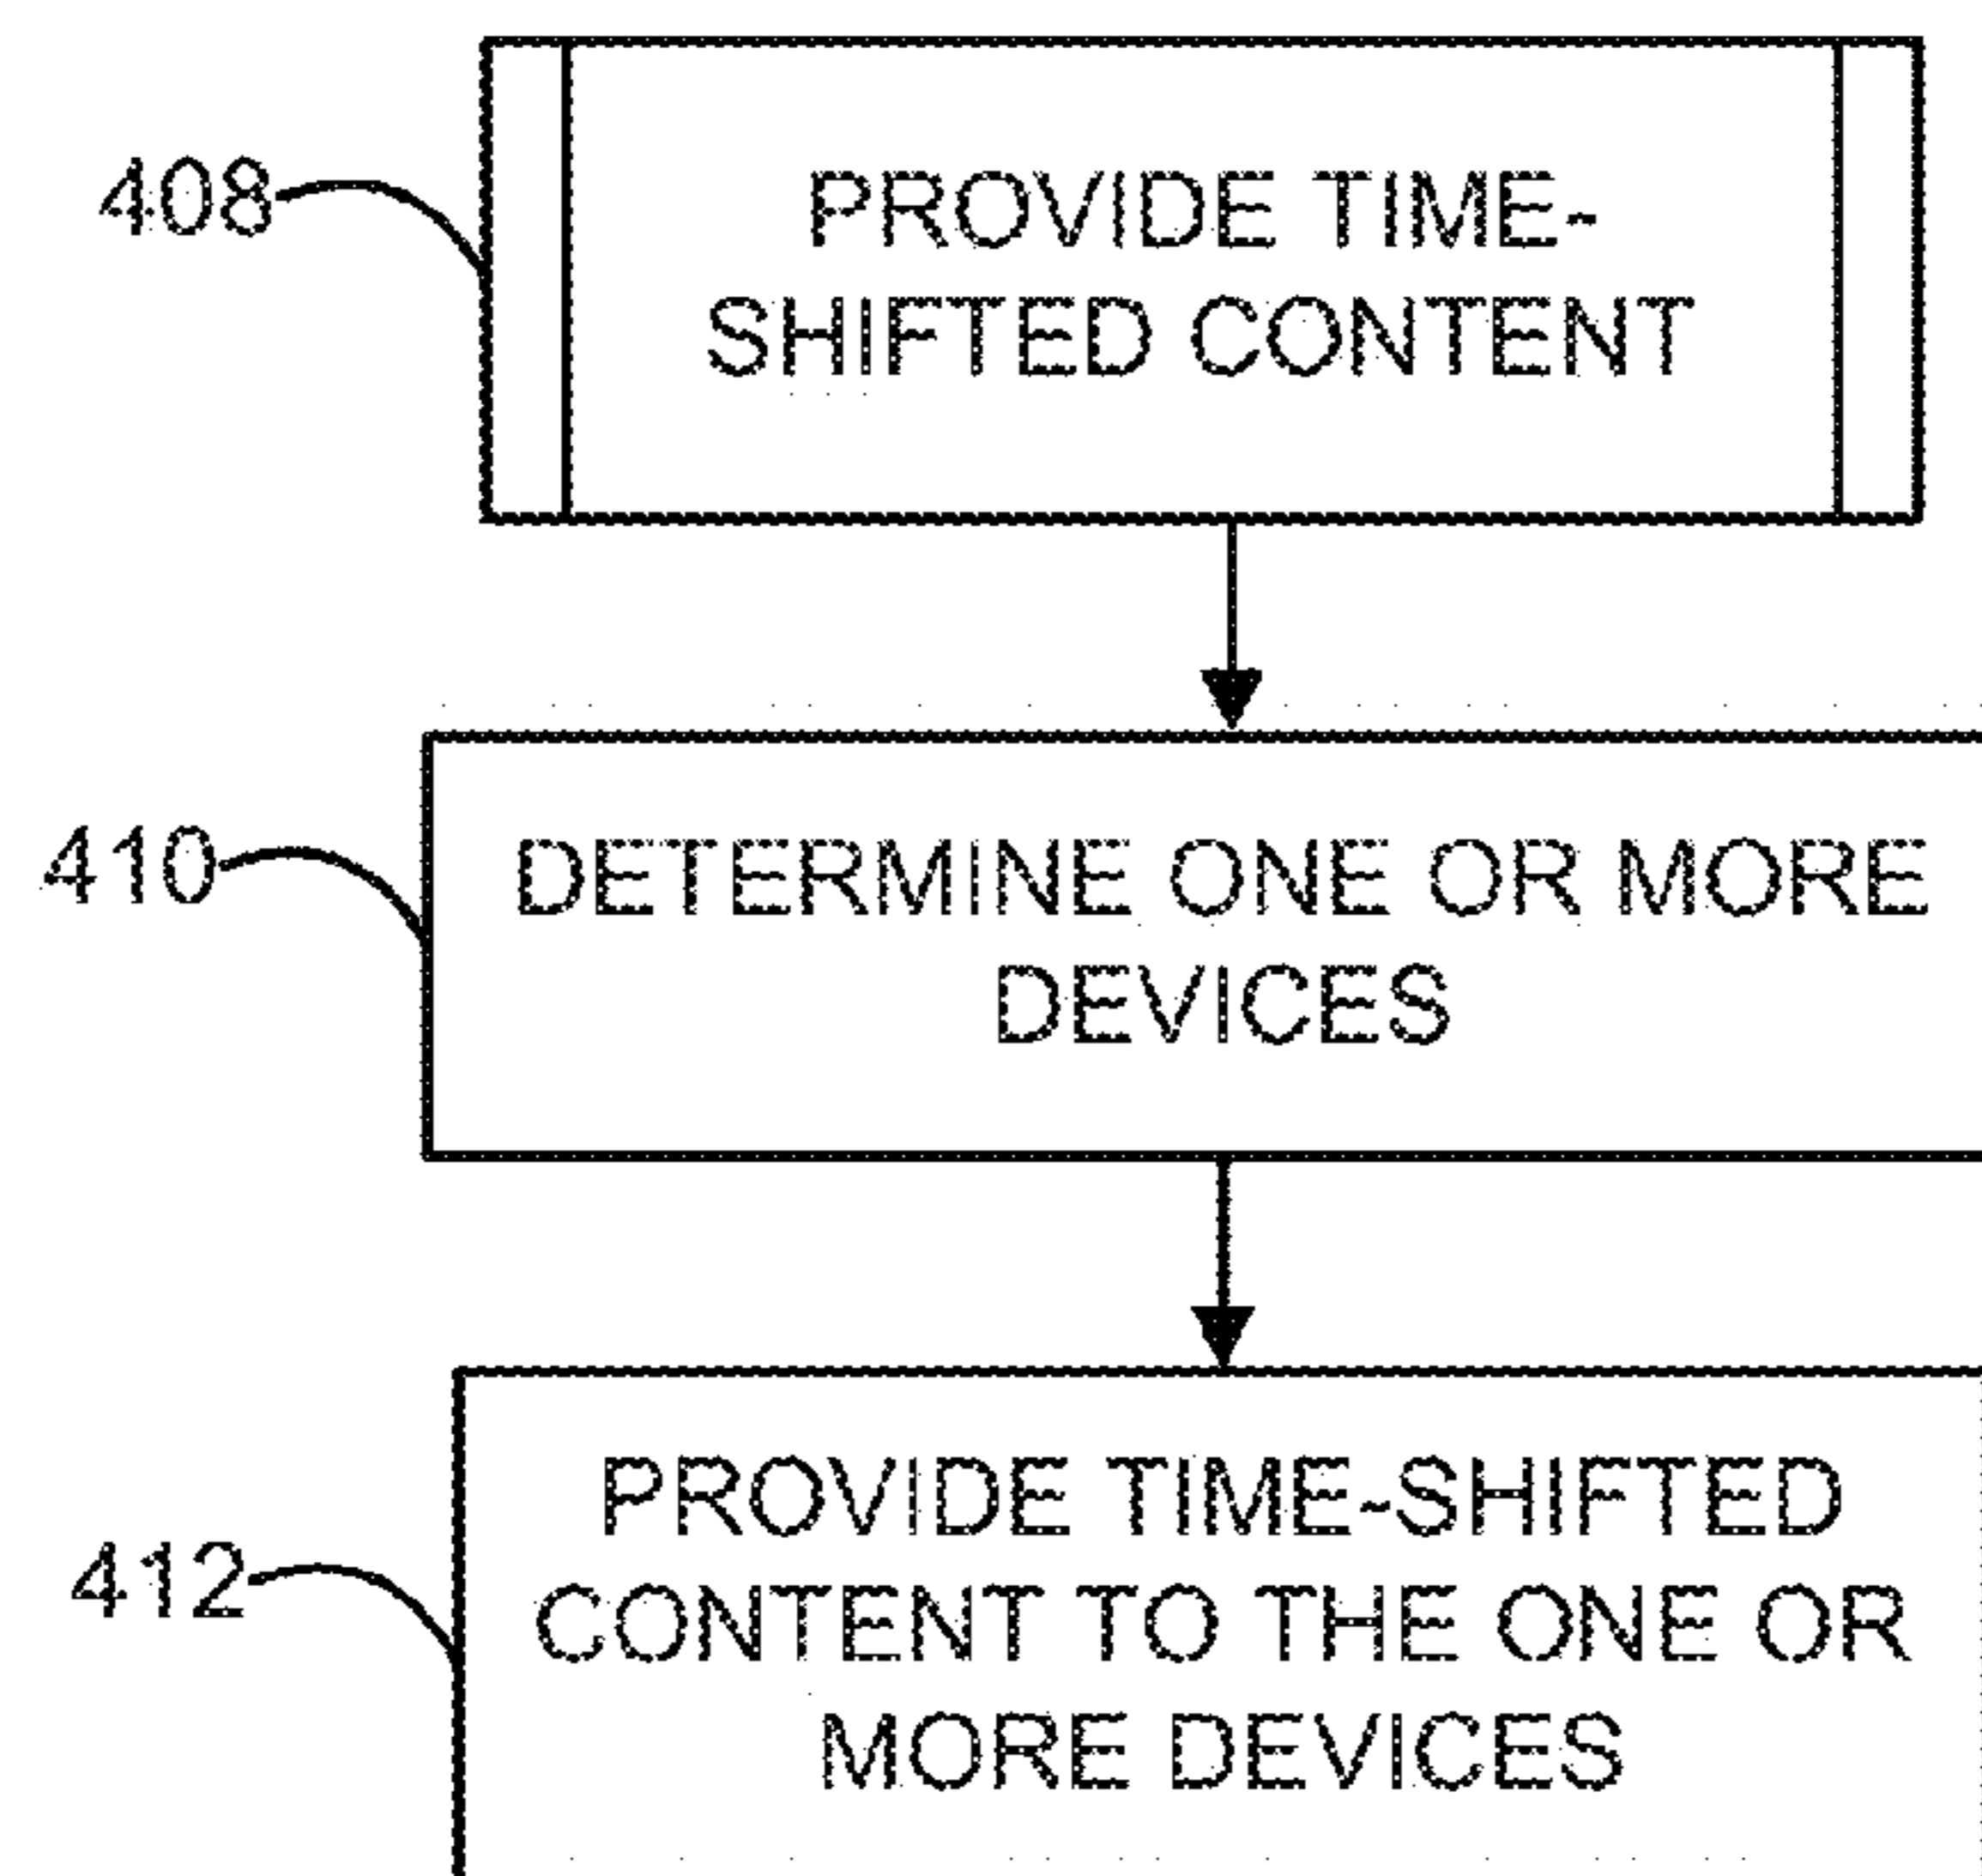 408
PROVIDE TIME-
SHIFTED CONTENT
410
DETERMINE ONE OR MORE
DEVICES
412
PROVIDE TIME-SHIFTED
CONTENT TO THE ONE OR
MORE DEVICES